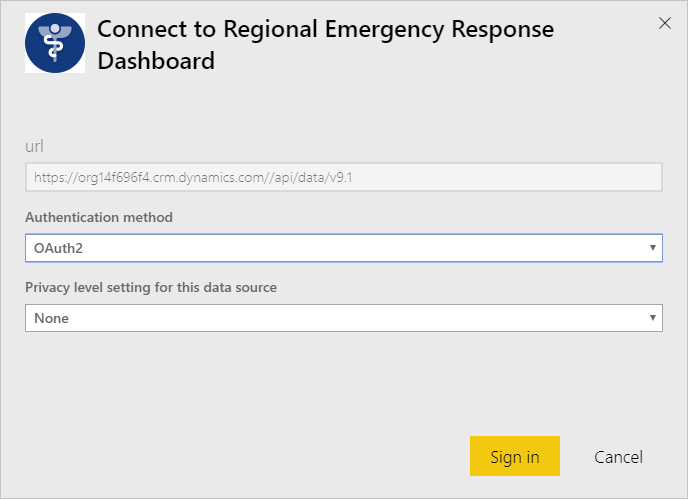 Connect to Regional Emergency Response
Dashboard
url
https://org14f696f4.crm.dynamics.com//api/data/v9.1
Authentication method
OAuth2
Privacy level setting for this data source
None
Sign in
Cancel